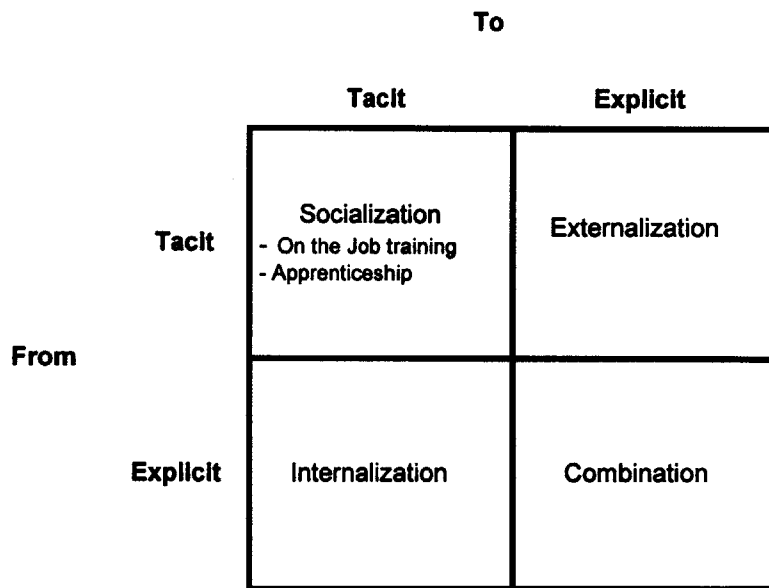 To
Tacit Explicit
Tacit
Socialization
- On the Job training
- Apprenticeship
Externalization
From
Explicit
Internalization
Combination